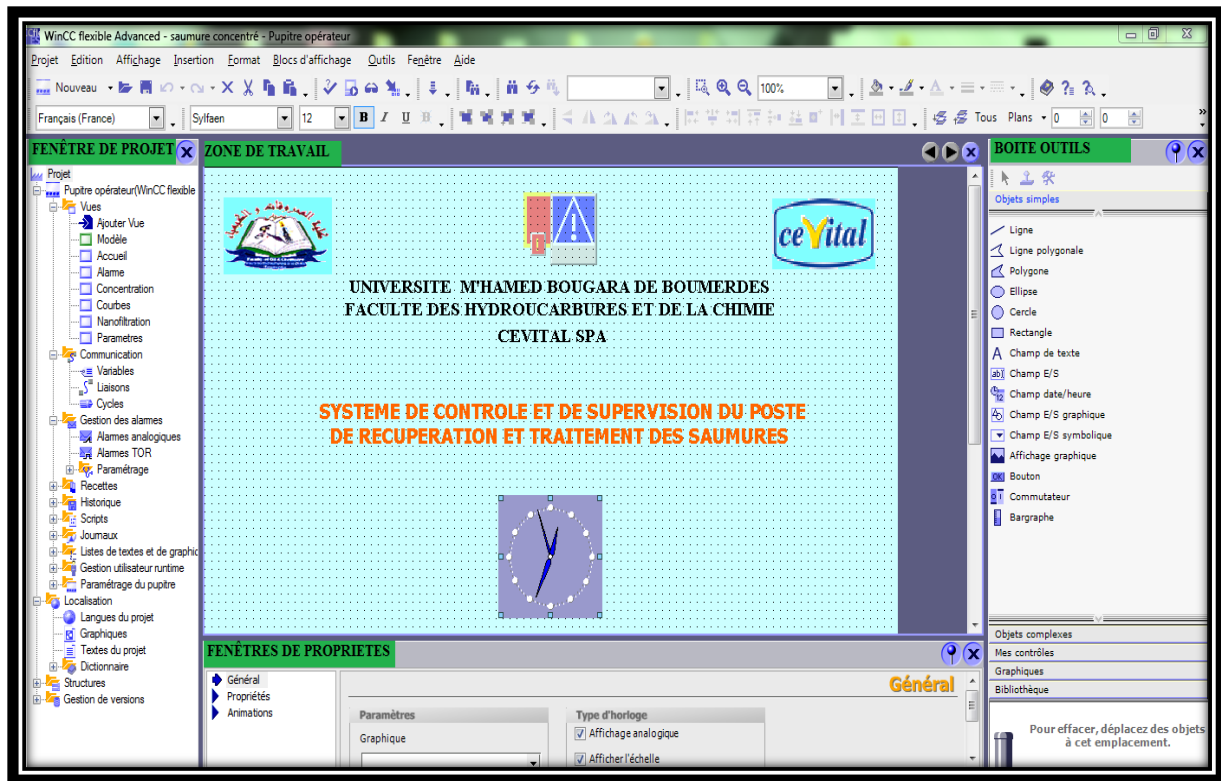 WinCC flexible Advanced - saumure concentré - Pupitre opérateur
Projet Edition Affichage Insertion Format Blocs d'affichage Outils Fenêtre Aide
Nouveau 100%
Français (France) Sylfaen 12 B I U B Tous Plans 0 0
FENÊTRE DE PROJET
Projet
Pupitre opérateur(WinCC flexible
Vues
Ajouter Vue
Modèle
Accueil
Alarme
Concentration
Courbes
Nanofiltration
Parametres
Communication
Variables
Liaisons
Cycles
Gestion des alarmes
Alarmes analogiques
Alarmes TOR
Paramétrage
Recettes
Historique
Scripts
Journaux
Listes de textes et de graphic
Gestion utilisateur runtime
Paramétrage du pupitre
Localisation
Langues du projet
Graphiques
Textes du projet
Dictionnaire
Structures
Gestion de versions
ZONE DE TRAVAIL
ceVital
UNIVERSITE M'HAMED BOUGARA DE BOUMERDES
FACULTE DES HYDROUCARBURES ET DE LA CHIMIE
CEVITAL SPA
SYSTEME DE CONTROLE ET DE SUPERVISION DU POSTE
DE RECUPERATION ET TRAITEMENT DES SAUMURES
FENÊTRES DE PROPRIETES
Général
Propriétés
Animations
Général
Paramètres
Graphique
Type d'horloge
Affichage analogique
Afficher l'échelle
BOITE OUTILS
Objets simples
Ligne
Ligne polygonale
Polygone
Ellipse
Cercle
Rectangle
A Champ de texte
ab Champ E/S
12 Champ date/heure
Champ E/S graphique
Champ E/S symbolique
Affichage graphique
OK Bouton
Commutateur
Bargraphe
Objets complexes
Mes contrôles
Graphiques
Bibliothèque
Pour effacer, déplacez des objets
à cet emplacement.